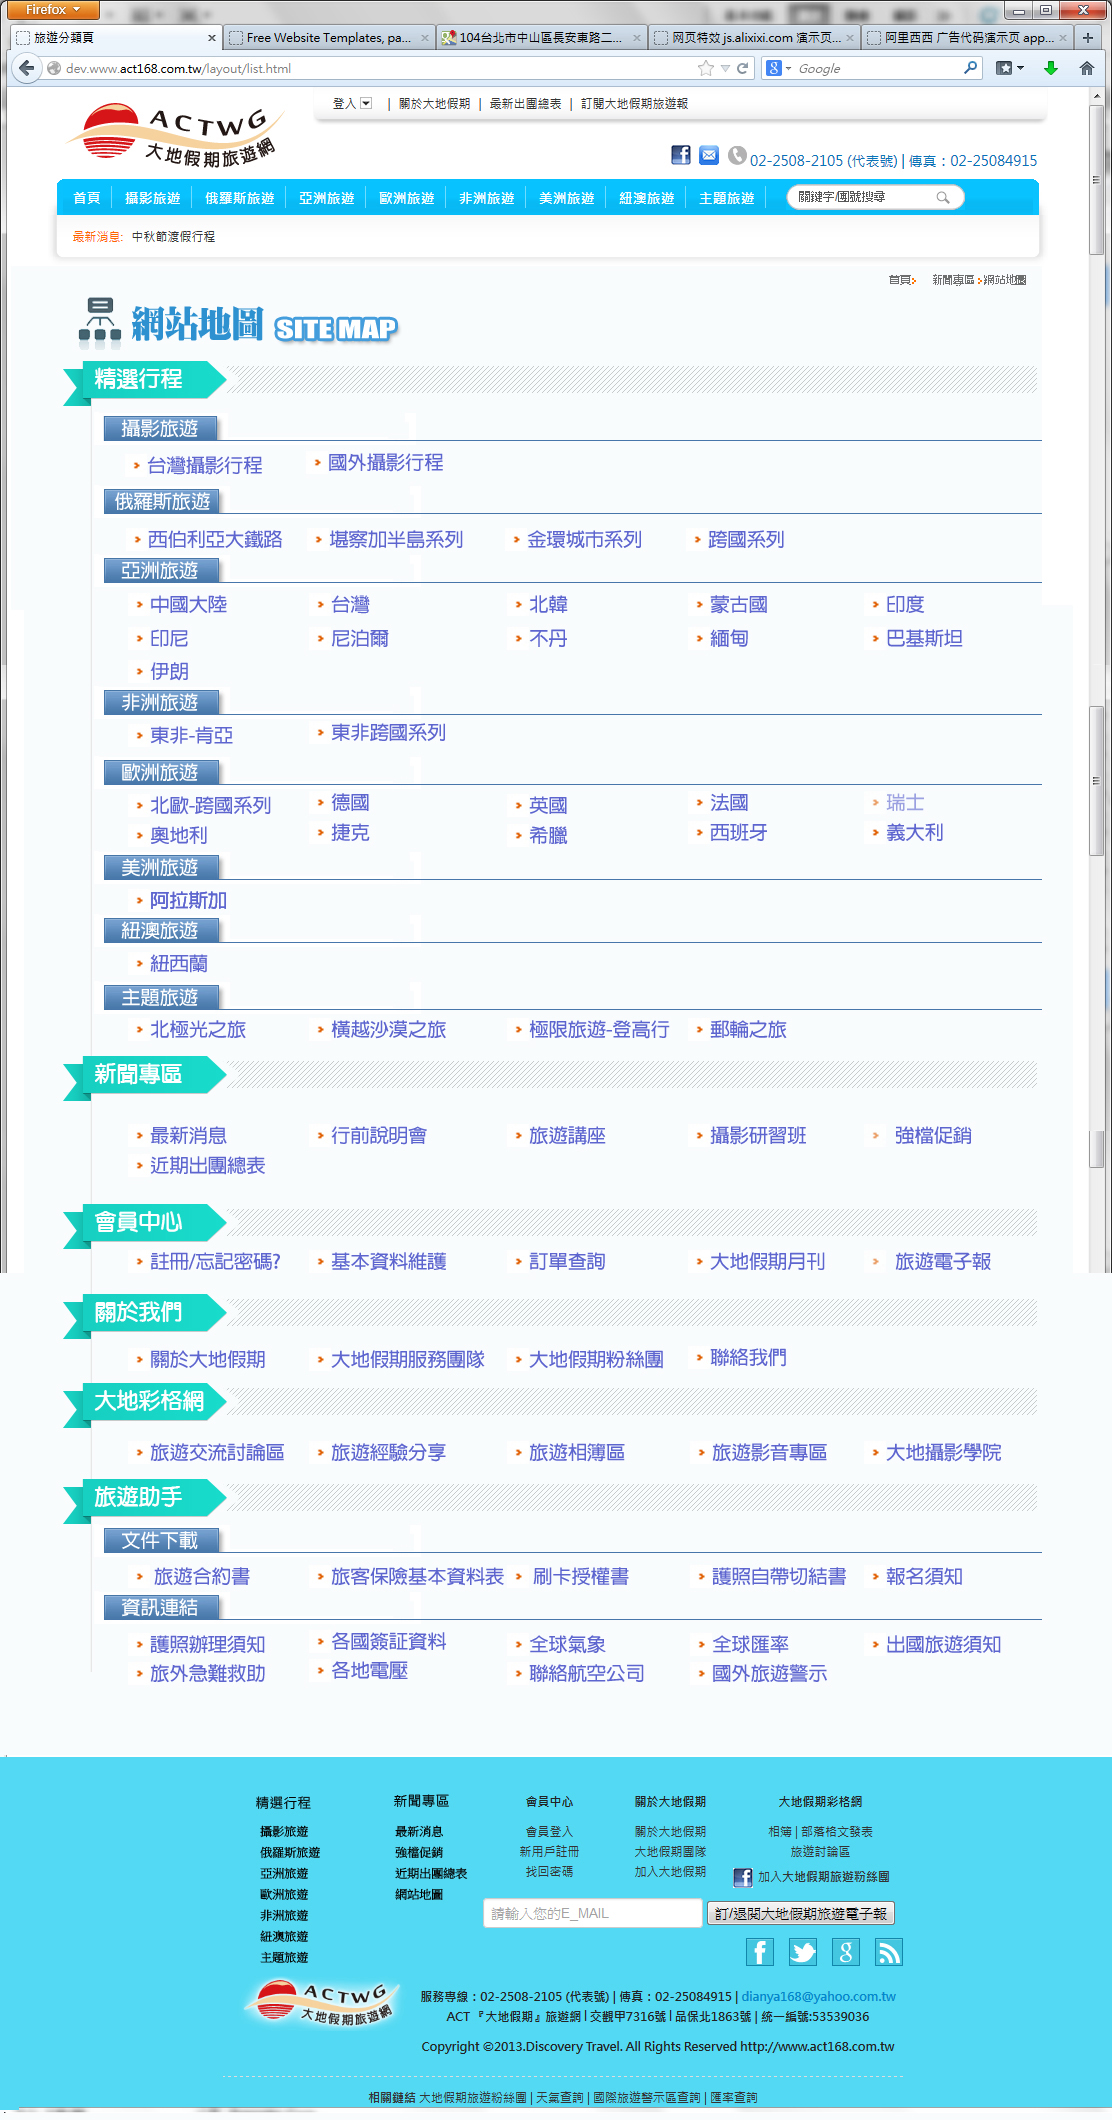 Firefox
旅遊分類頁
Free Website Templates, pa...
104台北市中山區長安東路二...
网页特效 js.alixixi.com 演示页...
阿里西西 广告代码演示页 app...
dev.www.act168.com.tw/layout/list.html
Google
ACTWG
大地假期旅遊網
登入 | 關於大地假期 | 最新出團總表 | 訂閱大地假期旅遊報
02-2508-2105 (代表號) | 傳真：02-25084915
首頁 攝影旅遊 俄羅斯旅遊 亞洲旅遊 歐洲旅遊 非洲旅遊 美洲旅遊 紐澳旅遊 主題旅遊 關鍵字/團號搜尋
最新消息: 中秋節渡假行程
首頁 新聞專區 網站地圖
網站地圖 SITE MAP
精選行程
攝影旅遊
台灣攝影行程 國外攝影行程
俄羅斯旅遊
西伯利亞大鐵路 堪察加半島系列 金環城市系列 跨國系列
亞洲旅遊
中國大陸 台灣 北韓 蒙古國 印度
印尼 尼泊爾 不丹 緬甸 巴基斯坦
伊朗
非洲旅遊
東非-肯亞 東非跨國系列
歐洲旅遊
北歐-跨國系列 德國 英國 法國 瑞士
奧地利 捷克 希臘 西班牙 義大利
美洲旅遊
阿拉斯加
紐澳旅遊
紐西蘭
主題旅遊
北極光之旅 橫越沙漠之旅 極限旅遊-登高行 郵輪之旅
新聞專區
最新消息 行前說明會 旅遊講座 攝影研習班 強檔促銷
近期出團總表
會員中心
註冊/忘記密碼? 基本資料維護 訂單查詢 大地假期月刊 旅遊電子報
關於我們
關於大地假期 大地假期服務團隊 大地假期粉絲團 聯絡我們
大地彩格網
旅遊交流討論區 旅遊經驗分享 旅遊相簿區 旅遊影音專區 大地攝影學院
旅遊助手
文件下載
旅遊合約書 旅客保險基本資料表 刷卡授權書 護照自帶切結書 報名須知
資訊連結
護照辦理須知 各國簽証資料 全球氣象 全球匯率 出國旅遊須知
旅外急難救助 各地電壓 聯絡航空公司 國外旅遊警示
精選行程 新聞專區 會員中心 關於大地假期 大地假期彩格網
攝影旅遊 最新消息 會員登入 關於大地假期 相簿 | 部落格文發表
俄羅斯旅遊 強檔促銷 新用戶註冊 大地假期團隊 旅遊討論區
亞洲旅遊 近期出團總表 找回密碼 加入大地假期 加入大地假期旅遊粉絲團
歐洲旅遊 網站地圖
非洲旅遊 請輸入您的E_MAIL 訂/退閱大地假期旅遊電子報
紐澳旅遊
主題旅遊
ACTWG
大地假期旅遊網
服務專線：02-2508-2105 (代表號) | 傳真：02-25084915 | dianya168@yahoo.com.tw
ACT 『大地假期』旅遊網 | 交觀甲7316號 | 品保北1863號 | 統一編號:53539036
Copyright ©2013.Discovery Travel. All Rights Reserved http://www.act168.com.tw
相關鏈結 大地假期旅遊粉絲團 | 天氣查詢 | 國際旅遊警示區查詢 | 匯率查詢